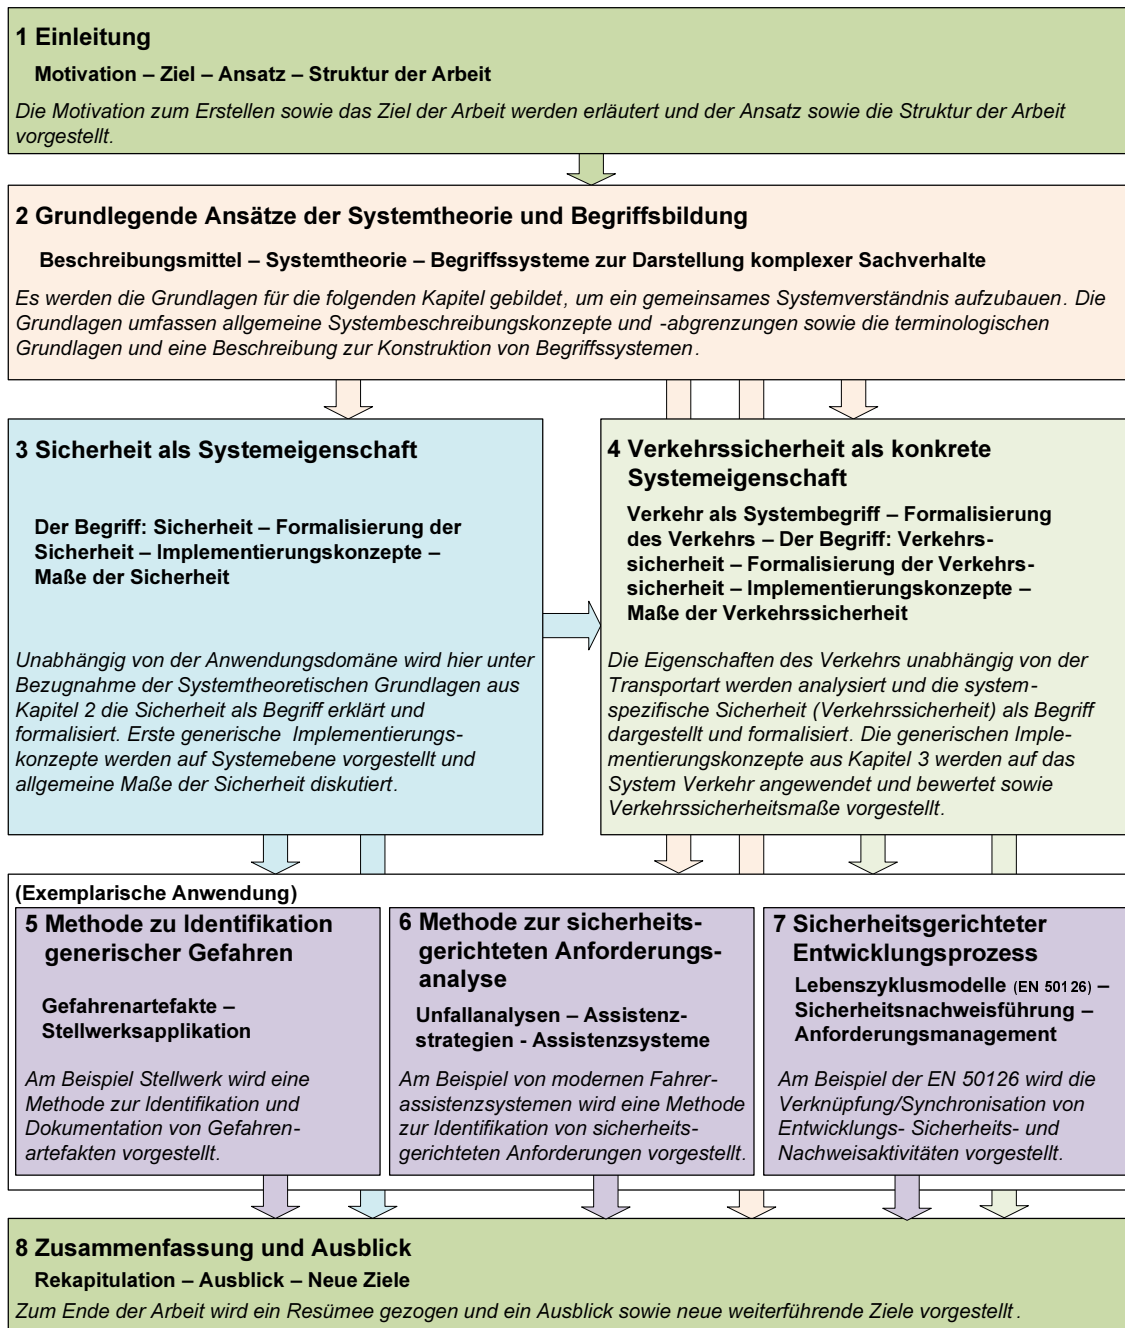 1 Einleitung
Motivation – Ziel – Ansatz – Struktur der Arbeit
Die Motivation zum Erstellen sowie das Ziel der Arbeit werden erläutert und der Ansatz sowie die Struktur der Arbeit
vorgestellt.
2 Grundlegende Ansätze der Systemtheorie und Begriffsbildung
Beschreibungsmittel – Systemtheorie – Begriffssysteme zur Darstellung komplexer Sachverhalte
Es werden die Grundlagen für die folgenden Kapitel gebildet, um ein gemeinsames Systemverständnis aufzubauen. Die
Grundlagen umfassen allgemeine Systembeschreibungskonzepte und -abgrenzungen sowie die terminologischen
Grundlagen und eine Beschreibung zur Konstruktion von Begriffssystemen.
3 Sicherheit als Systemeigenschaft
Der Begriff: Sicherheit – Formalisierung der
Sicherheit – Implementierungskonzepte –
Maße der Sicherheit
Unabhängig von der Anwendungsdomäne wird hier unter
Bezugnahme der Systemtheoretischen Grundlagen aus
Kapitel 2 die Sicherheit als Begriff erklärt und
formalisiert. Erste generische Implementierungs-
konzepte werden auf Systemebene vorgestellt und
allgemeine Maße der Sicherheit diskutiert.
4 Verkehrssicherheit als konkrete
Systemeigenschaft
Verkehr als Systembegriff – Formalisierung
des Verkehrs – Der Begriff: Verkehrs-
sicherheit – Formalisierung der Verkehrs-
sicherheit – Implementierungskonzepte –
Maße der Verkehrssicherheit
Die Eigenschaften des Verkehrs unabhängig von der
Transportart werden analysiert und die system-
spezifische Sicherheit (Verkehrssicherheit) als Begriff
dargestellt und formalisiert. Die generischen Imple-
mentierungskonzepte aus Kapitel 3 werden auf das
System Verkehr angewendet und bewertet sowie
Verkehrssicherheitsmaße vorgestellt.
(Exemplarische Anwendung)
5 Methode zu Identifikation
generischer Gefahren
Gefahrenartefakte –
Stellwerksapplikation
Am Beispiel Stellwerk wird eine
Methode zur Identifikation und
Dokumentation von Gefahren-
artefakten vorgestellt.
6 Methode zur sicherheits-
gerichteten Anforderungs-
analyse
Unfallanalysen – Assistenz-
strategien - Assistenzsysteme
Am Beispiel von modernen Fahrer-
assistenzsystemen wird eine Methode
zur Identifikation von sicherheits-
gerichteten Anforderungen vorgestellt.
7 Sicherheitsgerichteter
Entwicklungsprozess
Lebenszyklusmodelle (EN 50126) –
Sicherheitsnachweisführung –
Anforderungsmanagement
Am Beispiel der EN 50126 wird die
Verknüpfung/Synchronisation von
Entwicklungs- Sicherheits- und
Nachweisaktivitäten vorgestellt.
8 Zusammenfassung und Ausblick
Rekapitulation – Ausblick – Neue Ziele
Zum Ende der Arbeit wird ein Resümee gezogen und ein Ausblick sowie neue weiterführende Ziele vorgestellt.